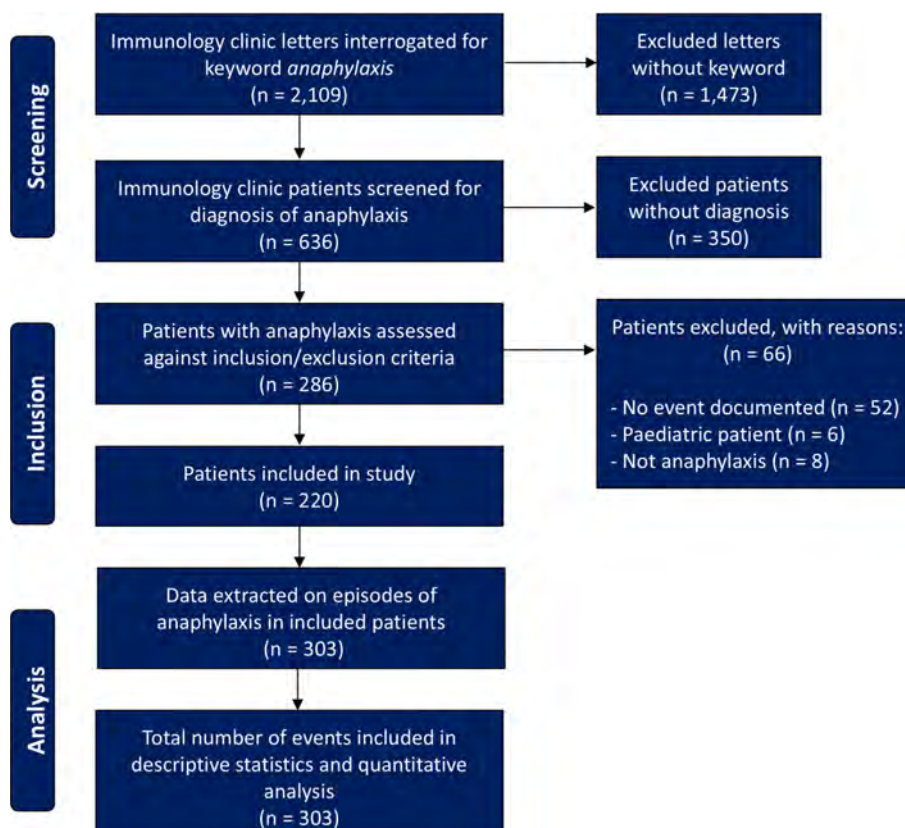 Screening
Immunology clinic letters interrogated for
keyword anaphylaxis
(n = 2,109)
Excluded letters
without keyword
(n = 1,473)
Immunology clinic patients screened for
diagnosis of anaphylaxis
(n = 636)
Excluded patients
without diagnosis
(n = 350)
Inclusion
Patients with anaphylaxis assessed
against inclusion/exclusion criteria
(n = 286)
Patients excluded, with reasons:
(n = 66)
- No event documented (n = 52)
- Paediatric patient (n = 6)
- Not anaphylaxis (n = 8)
Patients included in study
(n = 220)
Analysis
Data extracted on episodes of
anaphylaxis in included patients
(n = 303)
Total number of events included in
descriptive statistics and quantitative
analysis
(n = 303)